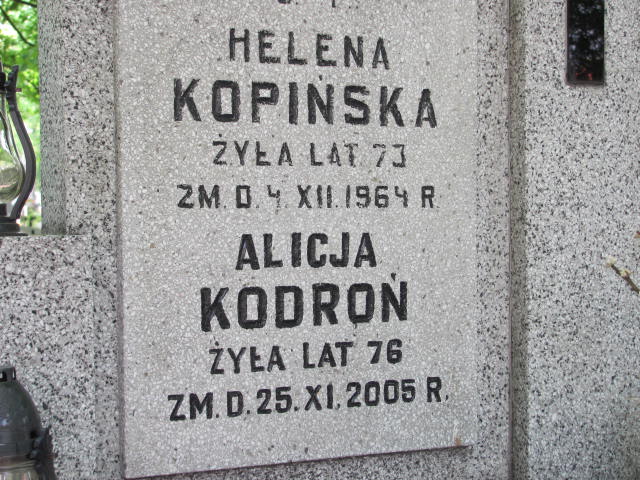 HELENA
KOPIŃSKA
ŻYŁA LAT 73
ZM. D. 4 XII.1964 R.
ALICJA
KODROŃ
ŻYŁA LAT 76
ZM. D. 25. XI. 2005 R.